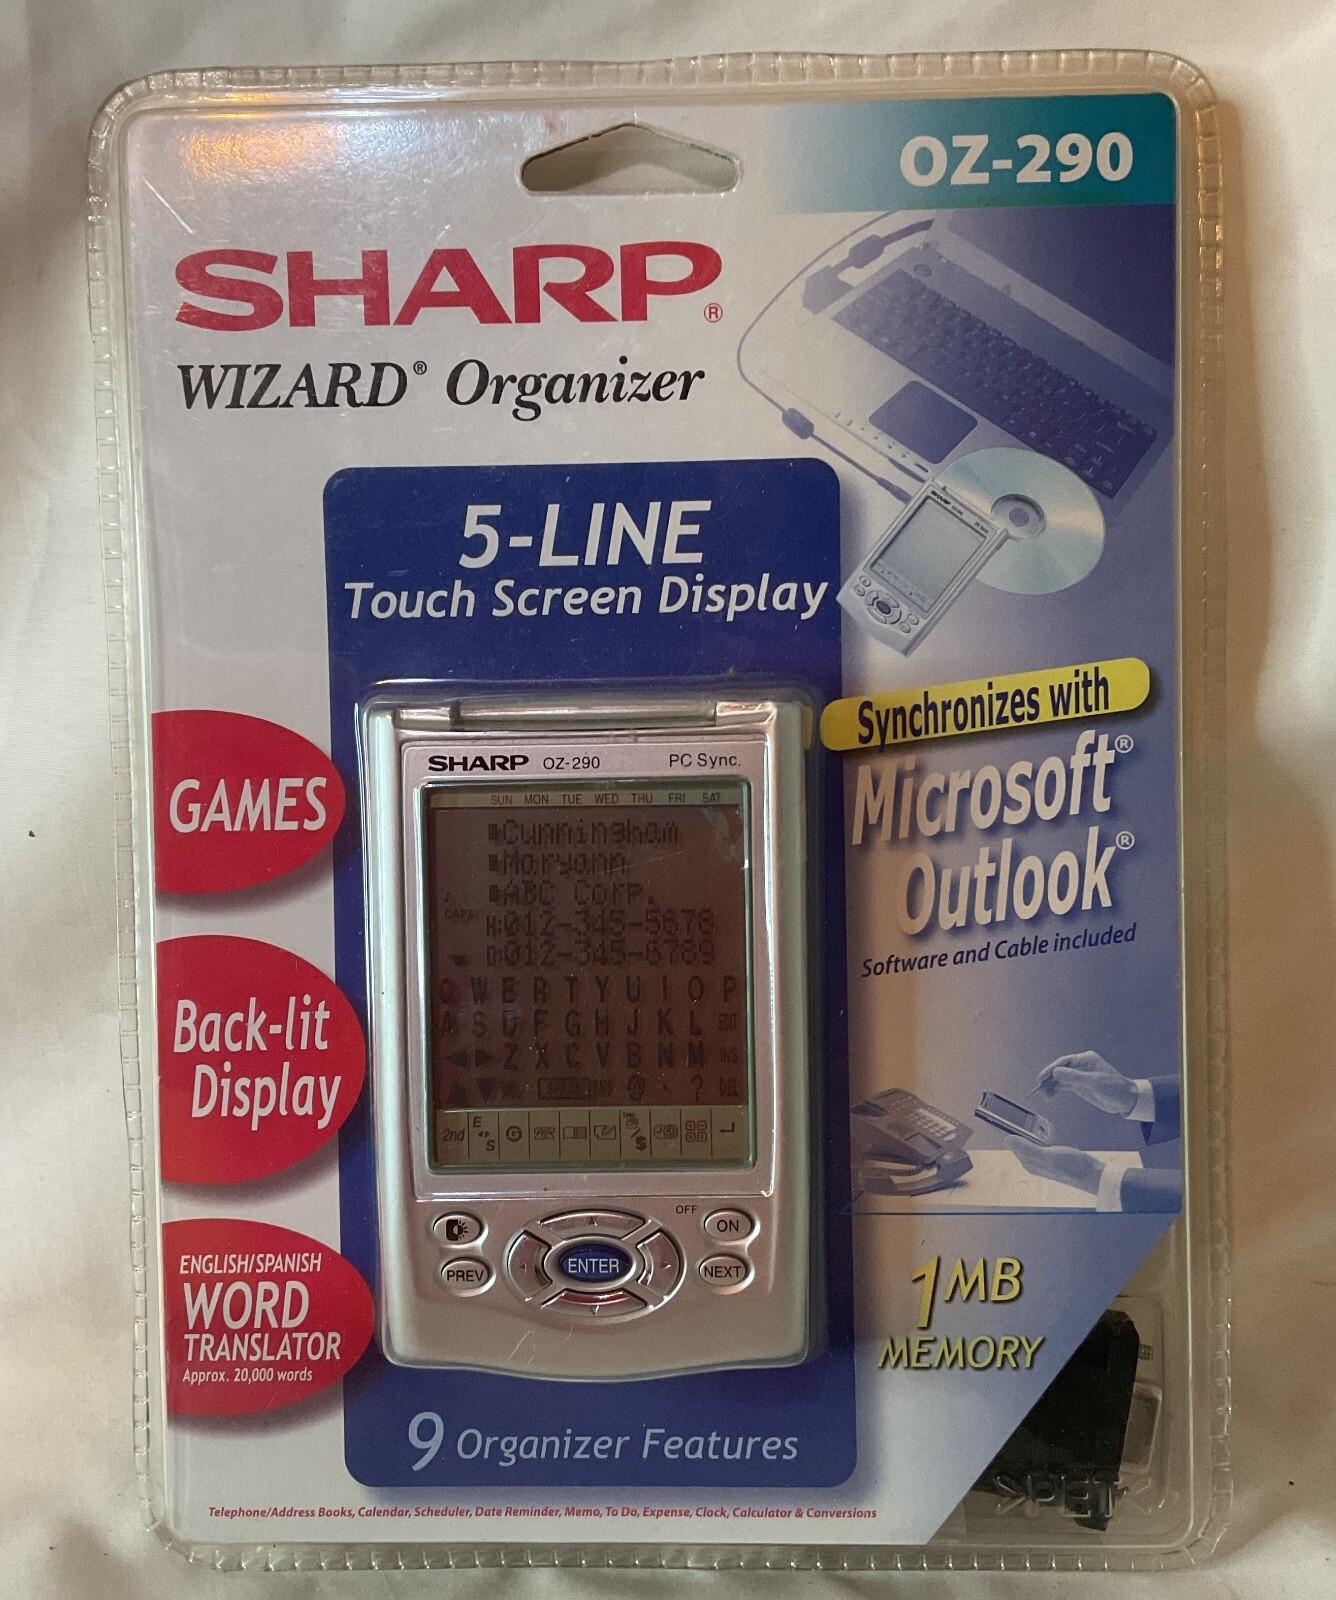 OZ-290
SHARP®
WIZARD® Organizer
5-LINE
Touch Screen Display
Synchronizes with
Microsoft®
Outlook®
Software and Cable included
GAMES
Back-lit
Display
ENGLISH/SPANISH
WORD
TRANSLATOR
Approx. 20,000 words
SHARP OZ-290 PC Sync.
SUN MON TUE WED THU FRI SAT
Cunningham
Maryann
ABC Corp.
CAPS
H:012-345-5678
O:012-345-6789
Q W E R T Y U I O P
A S D F G H J K L EDIT
Z X C V B N M INS
@ . ? DEL
2nd E S G $
OFF
ON
PREV ENTER NEXT
1MB
MEMORY
9 Organizer Features
Telephone/Address Books, Calendar, Scheduler, Date Reminder, Memo, To Do, Expense, Clock, Calculator & Conversions
>PET<